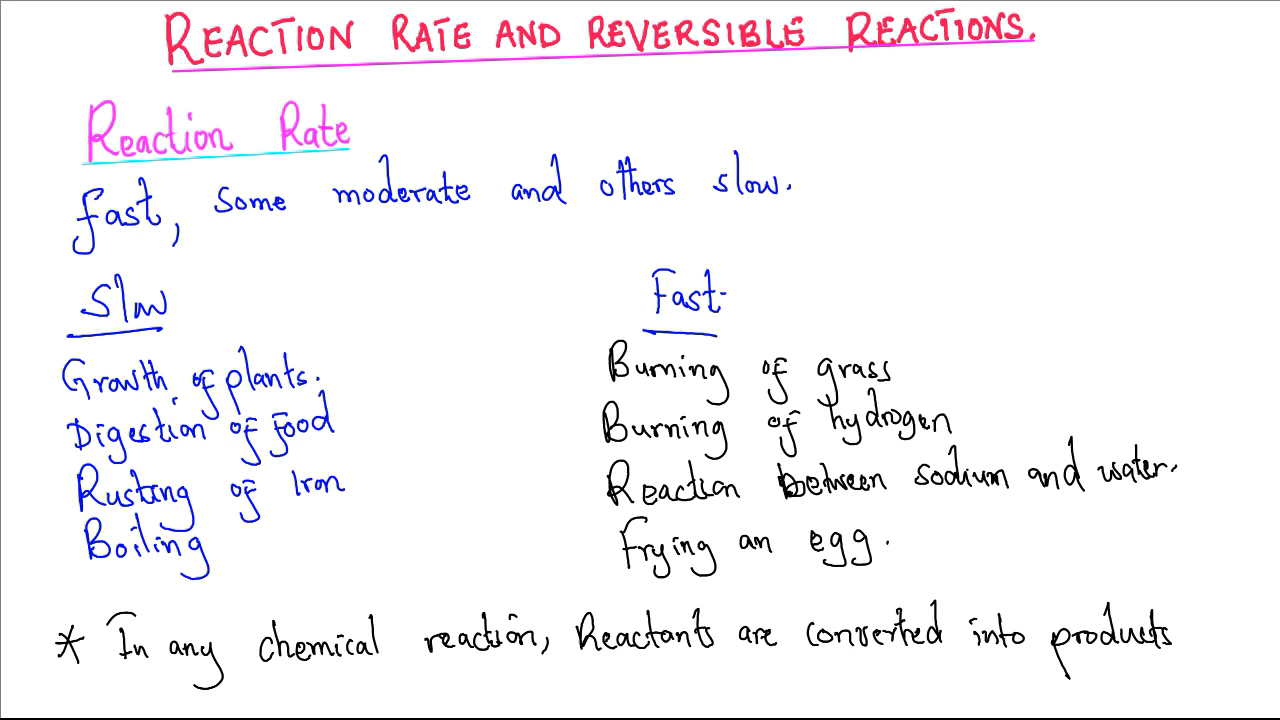 REACTION RATE AND REVERSIBLE REACTIONS.
Reaction Rate
fast, some moderate and others slow.
Slow
Fast.
Growth of plants.
Burning of grass
Digestion of food
Burning of hydrogen
Rusting of Iron
Reaction between sodium and water.
Boiling
Frying an egg.
* In any chemical reaction, Reactants are converted into products